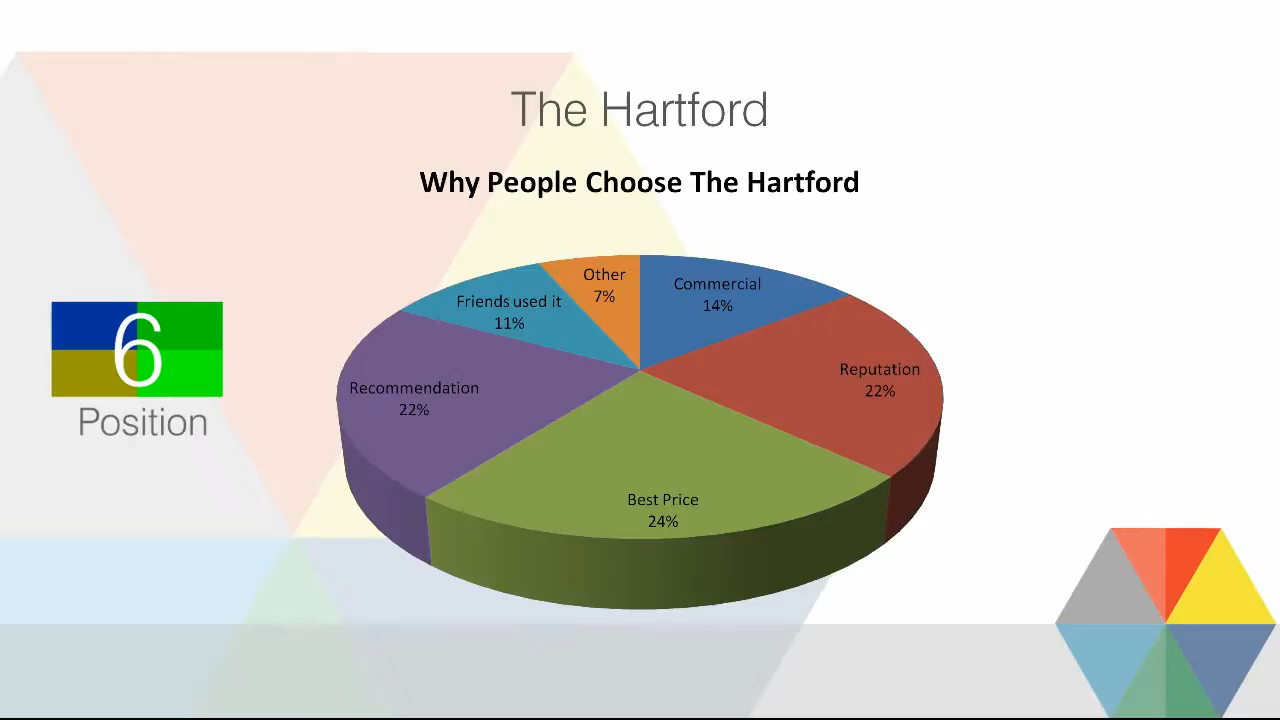 The Hartford
Why People Choose The Hartford
Other
7%
Commercial
14%
Friends used it
11%
Reputation
22%
Recommendation
22%
Best Price
24%
6
Position